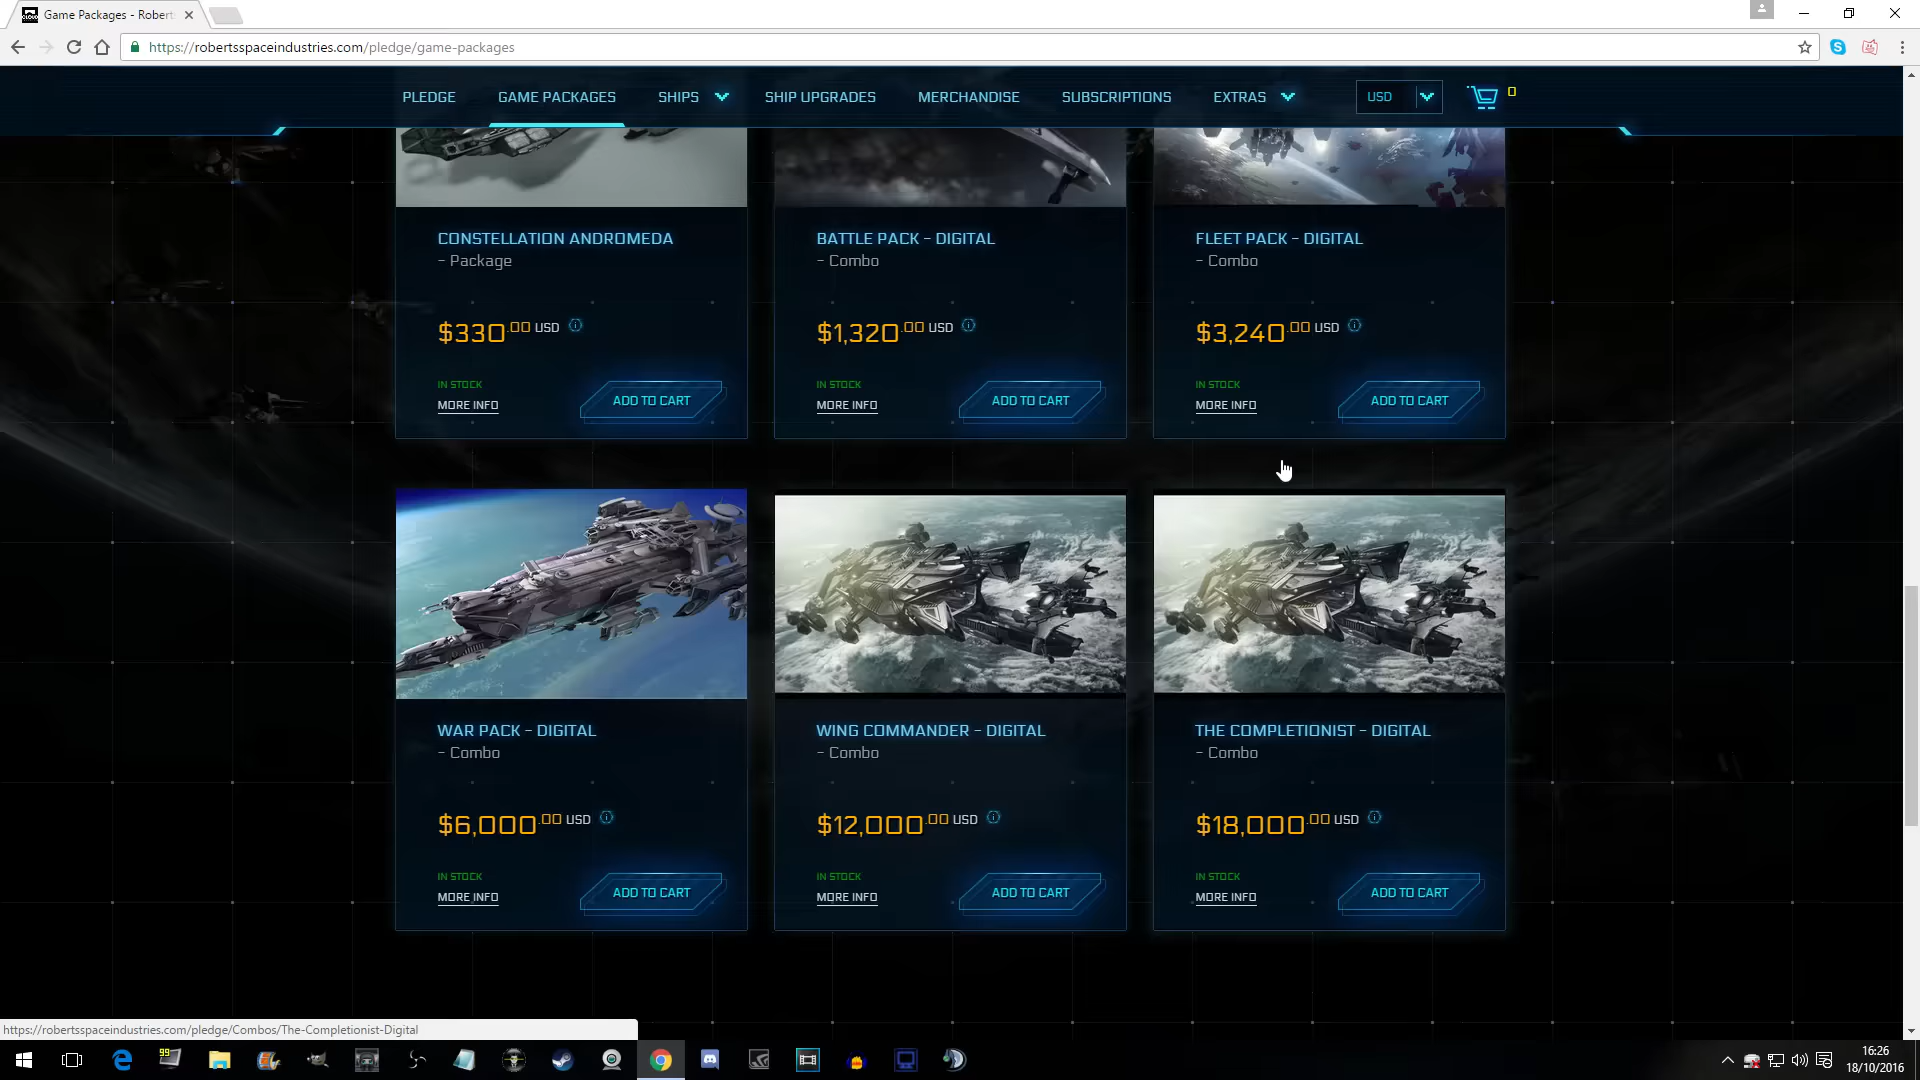 Game Packages - Robert
https://robertsspaceindustries.com/pledge/game-packages
PLEDGE GAME PACKAGES SHIPS SHIP UPGRADES MERCHANDISE SUBSCRIPTIONS EXTRAS USD 0
CONSTELLATION ANDROMEDA
- Package
$330.00 USD
IN STOCK
MORE INFO
ADD TO CART
BATTLE PACK - DIGITAL
- Combo
$1,320.00 USD
IN STOCK
MORE INFO
ADD TO CART
FLEET PACK - DIGITAL
- Combo
$3,240.00 USD
IN STOCK
MORE INFO
ADD TO CART
WAR PACK - DIGITAL
- Combo
$6,000.00 USD
IN STOCK
MORE INFO
ADD TO CART
WING COMMANDER - DIGITAL
- Combo
$12,000.00 USD
IN STOCK
MORE INFO
ADD TO CART
THE COMPLETIONIST - DIGITAL
- Combo
$18,000.00 USD
IN STOCK
MORE INFO
ADD TO CART
https://robertsspaceindustries.com/pledge/Combos/The-Completionist-Digital
99
16:26
18/10/2016